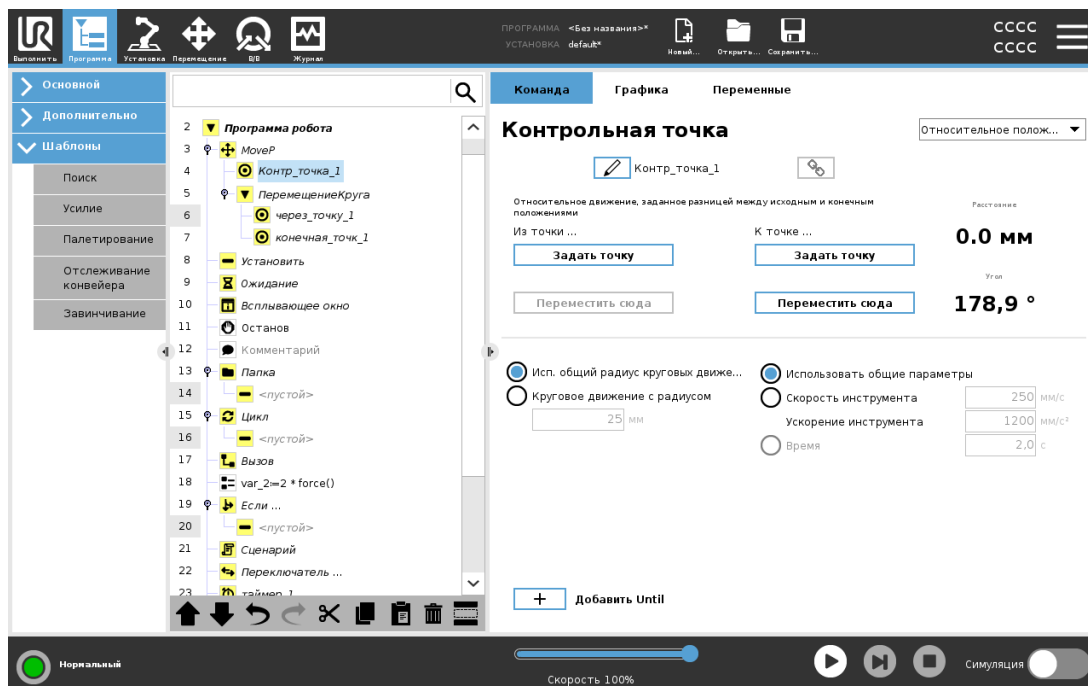 UR
ПРОГРАММА <Без названия>*
УСТАНОВКА default*
Выполнить Программа Установка Перемещение В/В Журнал
Новый... Открыть... Сохранить...
CCCC
CCCC
Основной
Дополнительно
Шаблоны
Поиск
Усилие
Палетирование
Отслеживание
конвейера
Завинчивание
2 Программа робота
3 MoveP
4 Контр_точка_1
5 ПеремещениеКруга
6 через_точку_1
7 конечная_точк_1
8 Установить
9 Ожидание
10 Всплывающее окно
11 Останов
12 Комментарий
13 Папка
14 <пустой>
15 Цикл
16 <пустой>
17 Вызов
18 var_2≔2 * force()
19 Если ...
20 <пустой>
21 Сценарий
22 Переключатель ...
23 таймер_1
Команда Графика Переменные
Контрольная точка
Относительное полож...
Контр_точка_1
Относительное движение, заданное разницей между исходным и конечным
положениями
Из точки ... К точке ...
Задать точку Задать точку
Переместить сюда Переместить сюда
Расстояние
0.0 мм
Угол
178,9 °
Исп. общий радиус круговых движе...
Круговое движение с радиусом
25 мм
Использовать общие параметры
Скорость инструмента 250 мм/с
Ускорение инструмента 1200 мм/с²
Время 2,0 с
+ Добавить Until
Нормальный
Скорость 100%
Симуляция